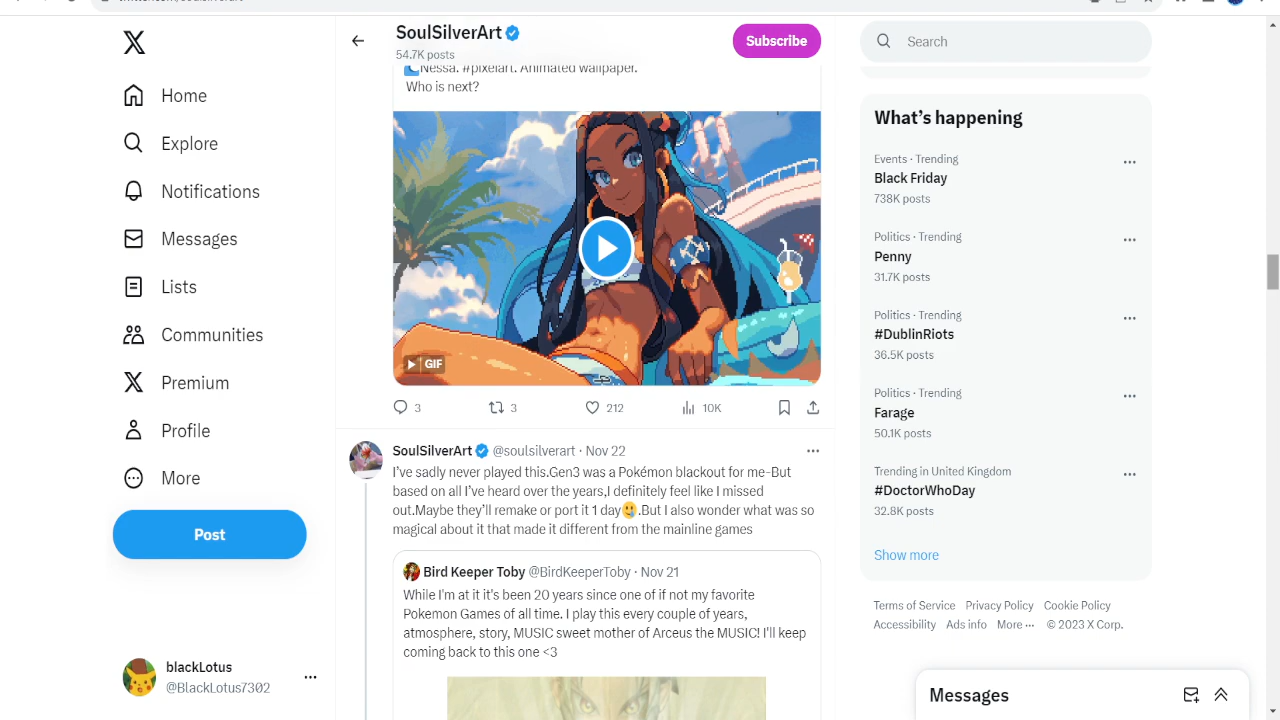 SoulSilverArt
54.7K posts
Subscribe
Search
Home
Explore
Notifications
Messages
Lists
Communities
Premium
Profile
More
Post
blackLotus
@BlackLotus7302
Nessa. #pixelart. Animated wallpaper.
Who is next?
GIF
3
3
212
10K
SoulSilverArt @soulsilverart · Nov 22
I've sadly never played this.Gen3 was a Pokémon blackout for me-But
based on all I've heard over the years,I definitely feel like I missed
out.Maybe they'll remake or port it 1 day🥲.But I also wonder what was so
magical about it that made it different from the mainline games
Bird Keeper Toby @BirdKeeperToby · Nov 21
While I'm at it it's been 20 years since one of if not my favorite
Pokemon Games of all time. I play this every couple of years,
atmosphere, story, MUSIC sweet mother of Arceus the MUSIC! I'll keep
coming back to this one <3
What's happening
Events · Trending
Black Friday
738K posts
Politics · Trending
Penny
31.7K posts
Politics · Trending
#DublinRiots
36.5K posts
Politics · Trending
Farage
50.1K posts
Trending in United Kingdom
#DoctorWhoDay
32.8K posts
Show more
Terms of Service Privacy Policy Cookie Policy
Accessibility Ads info More ··· © 2023 X Corp.
Messages